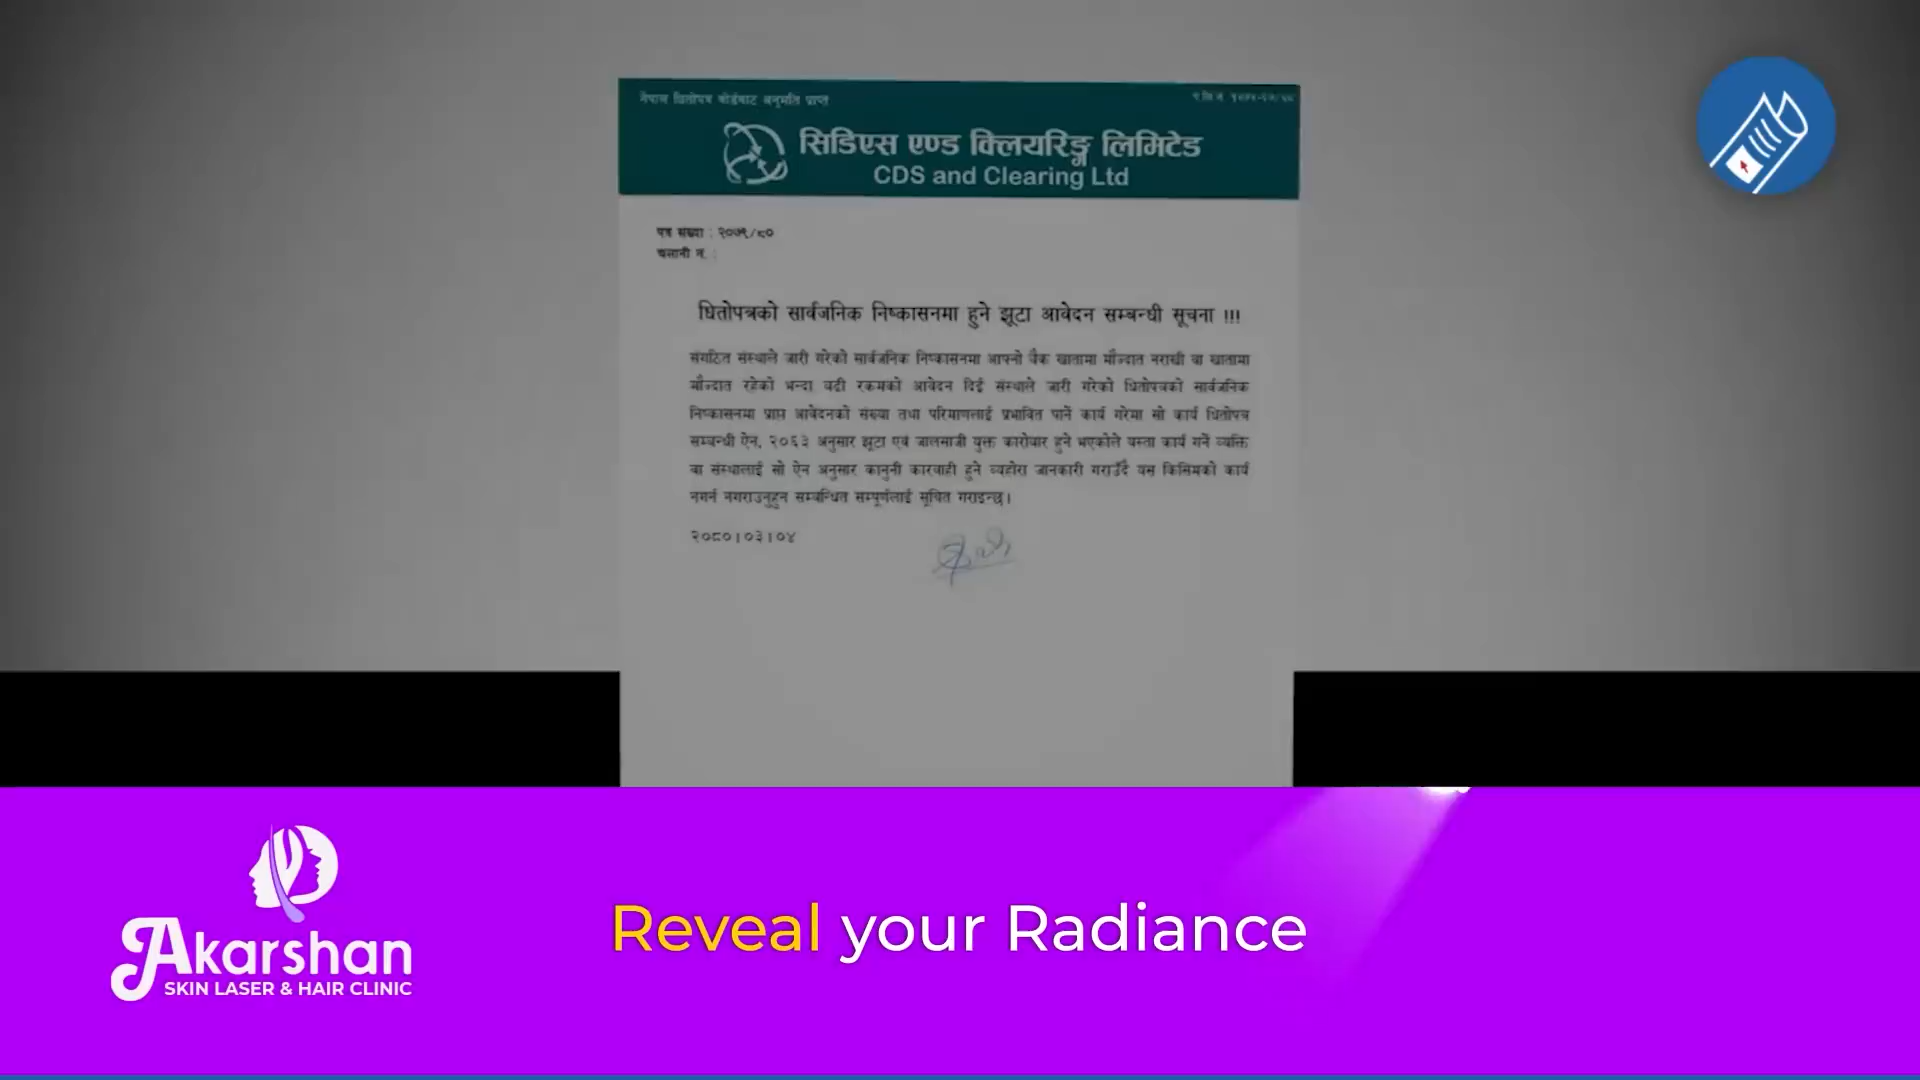 नेपाल धितोपत्र बोर्डबाट अनुमति प्राप्त
सिडिएस एण्ड क्लियरिङ्ग लिमिटेड
CDS and Clearing Ltd
पत्र संख्या : २०७९/८०
चलानी नं. :
धितोपत्रको सार्वजनिक निष्कासनमा हुने झूटा आवेदन सम्बन्धी सूचना !!!
संगठित संस्थाले जारी गरेको सार्वजनिक निष्कासनमा आफ्नो बैंक खातामा मौज्दात नराखी वा खातामा
मौज्दात रहेको भन्दा बढी रकमको आवेदन दिई संस्थाले जारी गरेको धितोपत्रको सार्वजनिक
निष्कासनमा प्राप्त आवेदनको संख्या तथा परिमाणलाई प्रभावित पार्ने कार्य गरेमा सो कार्य धितोपत्र
सम्बन्धी ऐन, २०६३ अनुसार झूटा एवं जालसाजी युक्त कारोवार हुने भएकोले यस्ता कार्य गर्ने व्यक्ति
वा संस्थालाई सो ऐन अनुसार कानुनी कारवाही हुने व्यहोरा जानकारी गराउँदै यस किसिमको कार्य
नगर्न नगराउनुहुन सम्बन्धित सम्पूर्णलाई सूचित गराइन्छ।
२०८०।०३।०४
Akarshan
SKIN LASER & HAIR CLINIC
Reveal your Radiance